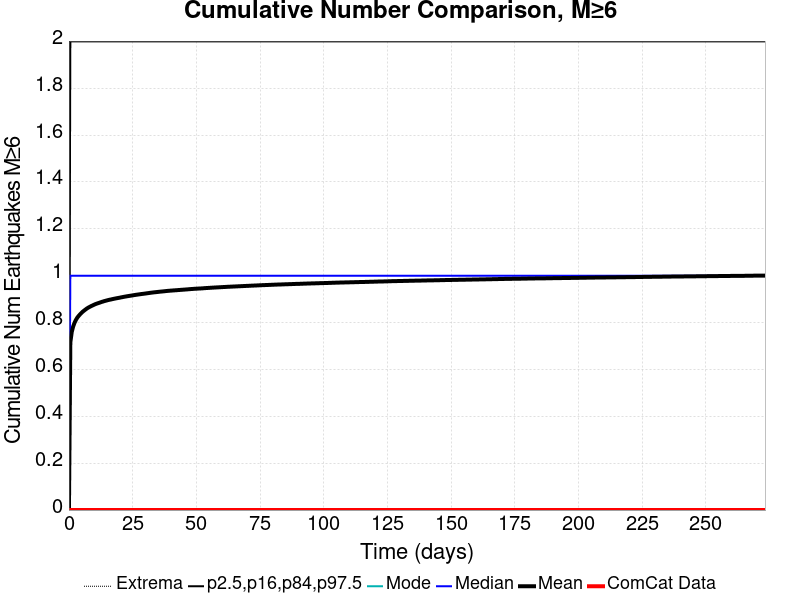 Cumulative Number Comparison, M≥6
Cumulative Num Earthquakes M≥6
2
1.8
1.6
1.4
1.2
1
0.8
0.6
0.4
0.2
0
0 25 50 75 100 125 150 175 200 225 250
Time (days)
Extrema p2.5,p16,p84,p97.5 Mode Median Mean ComCat Data